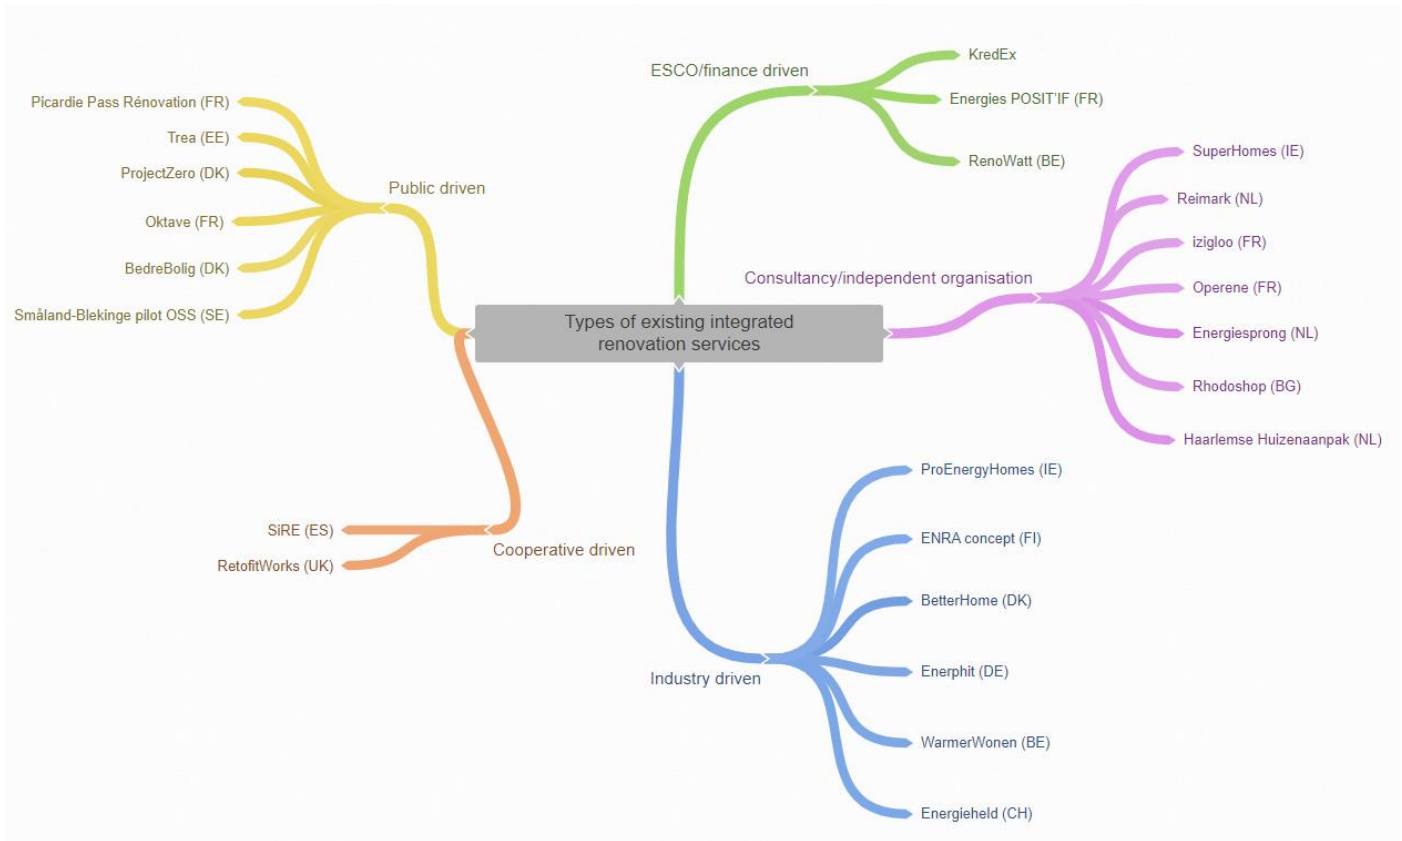 Types of existing integrated
renovation services
ESCO/finance driven
KredEx
Energies POSIT'IF (FR)
RenoWatt (BE)
Consultancy/independent organisation
SuperHomes (IE)
Reimark (NL)
izigloo (FR)
Operene (FR)
Energiesprong (NL)
Rhodoshop (BG)
Haarlemse Huizenaanpak (NL)
Industry driven
ProEnergyHomes (IE)
ENRA concept (FI)
BetterHome (DK)
Enerphit (DE)
WarmerWonen (BE)
Energieheld (CH)
Cooperative driven
SiRE (ES)
RetofitWorks (UK)
Public driven
Picardie Pass Rénovation (FR)
Trea (EE)
ProjectZero (DK)
Oktave (FR)
BedreBolig (DK)
Småland-Blekinge pilot OSS (SE)